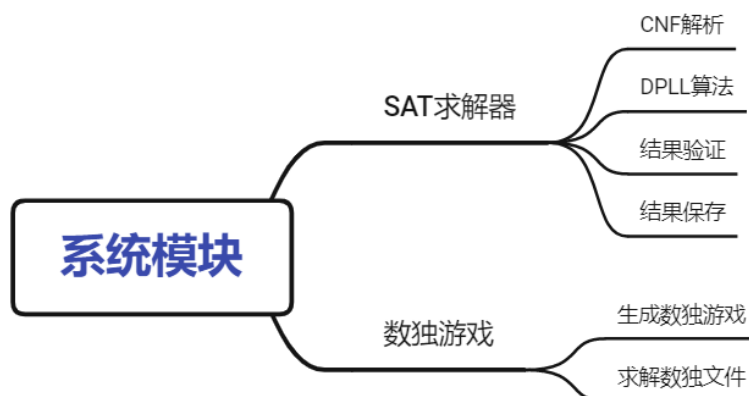 系统模块
SAT求解器
CNF解析
DPLL算法
结果验证
结果保存
数独游戏
生成数独游戏
求解数独文件